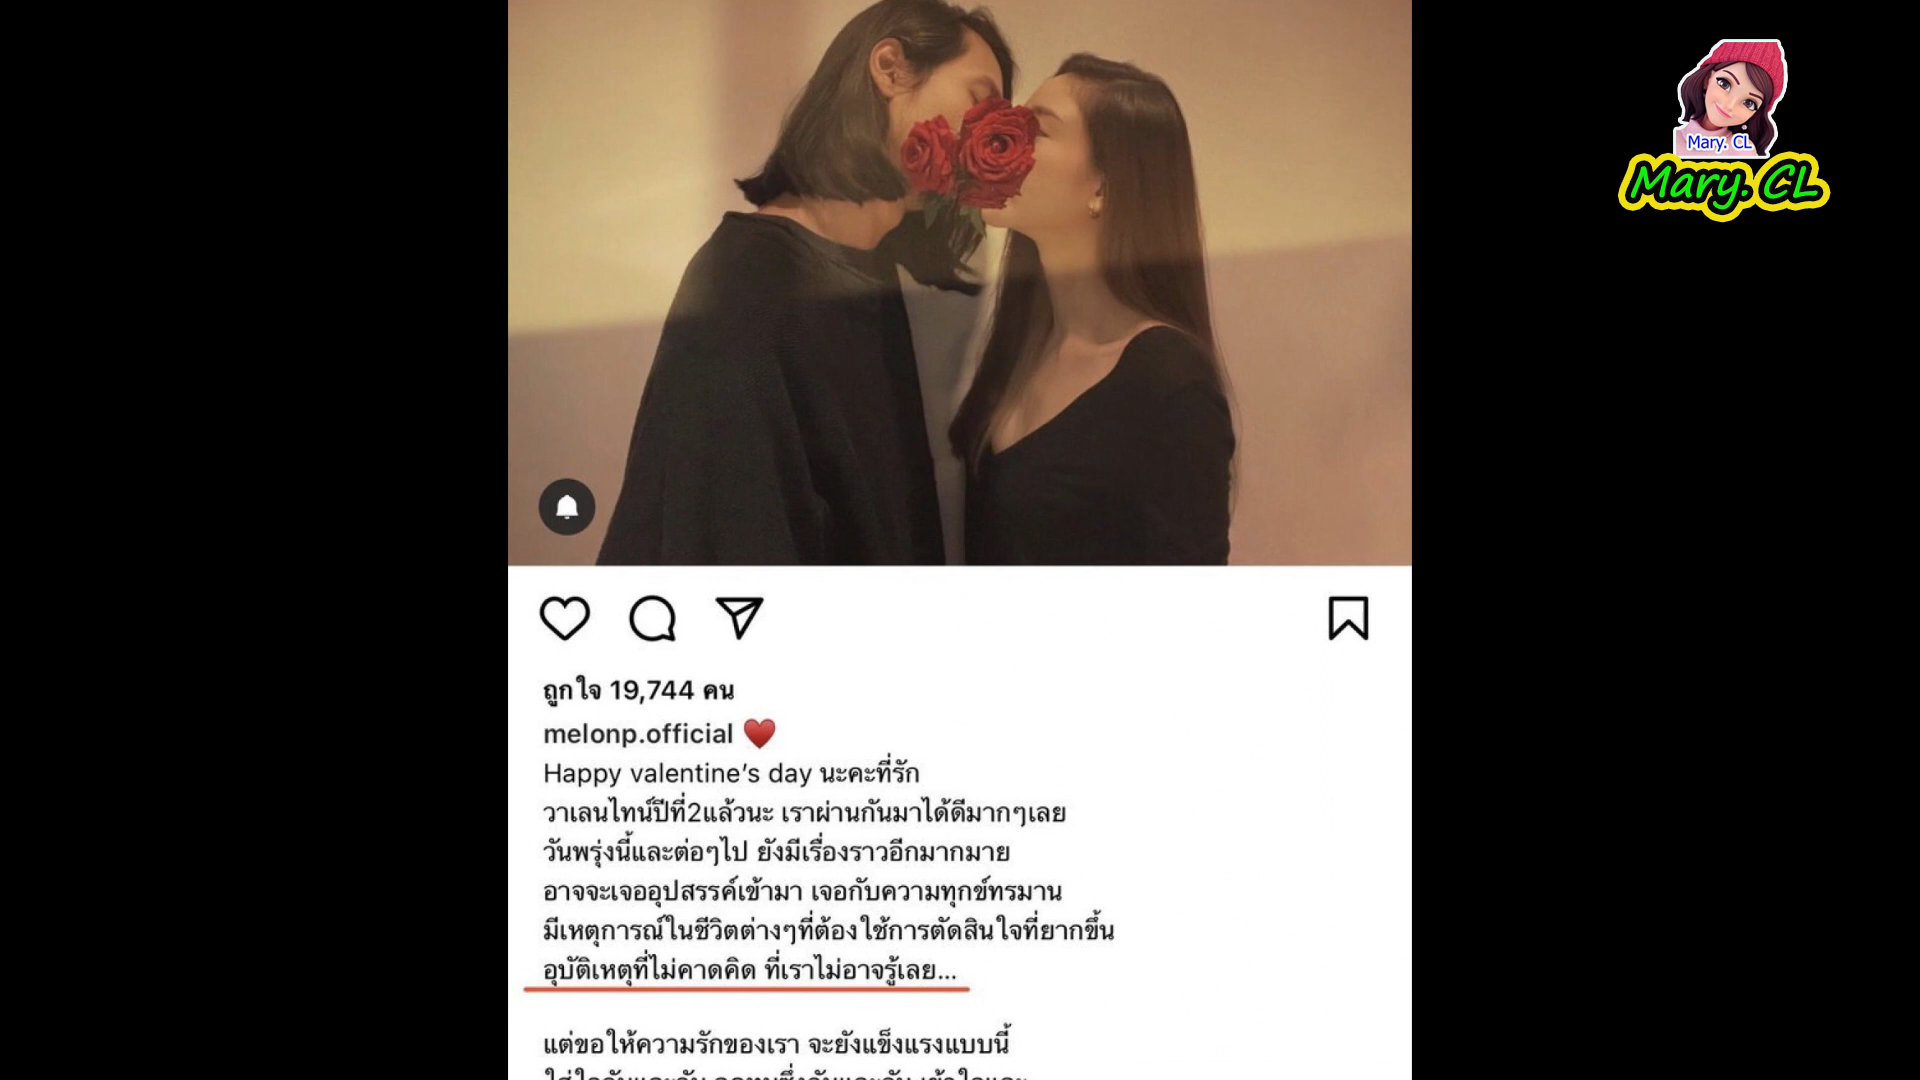 Mary. CL
Mary. CL
ถูกใจ 19,744 คน
melonp.official ♥️
Happy valentine’s day นะคะที่รัก
วาเลนไทน์ปีที่2แล้วนะ เราผ่านกันมาได้ดีมากๆเลย
วันพรุ่งนี้และต่อๆไป ยังมีเรื่องราวอีกมากมาย
อาจจะเจออุปสรรค์เข้ามา เจอกับความทุกข์ทรมาน
มีเหตุการณ์ในชีวิตต่างๆที่ต้องใช้การตัดสินใจที่ยากขึ้น
อุบัติเหตุที่ไม่คาดคิด ที่เราไม่อาจรู้เลย...
แต่ขอให้ความรักของเรา จะยังแข็งแรงแบบนี้